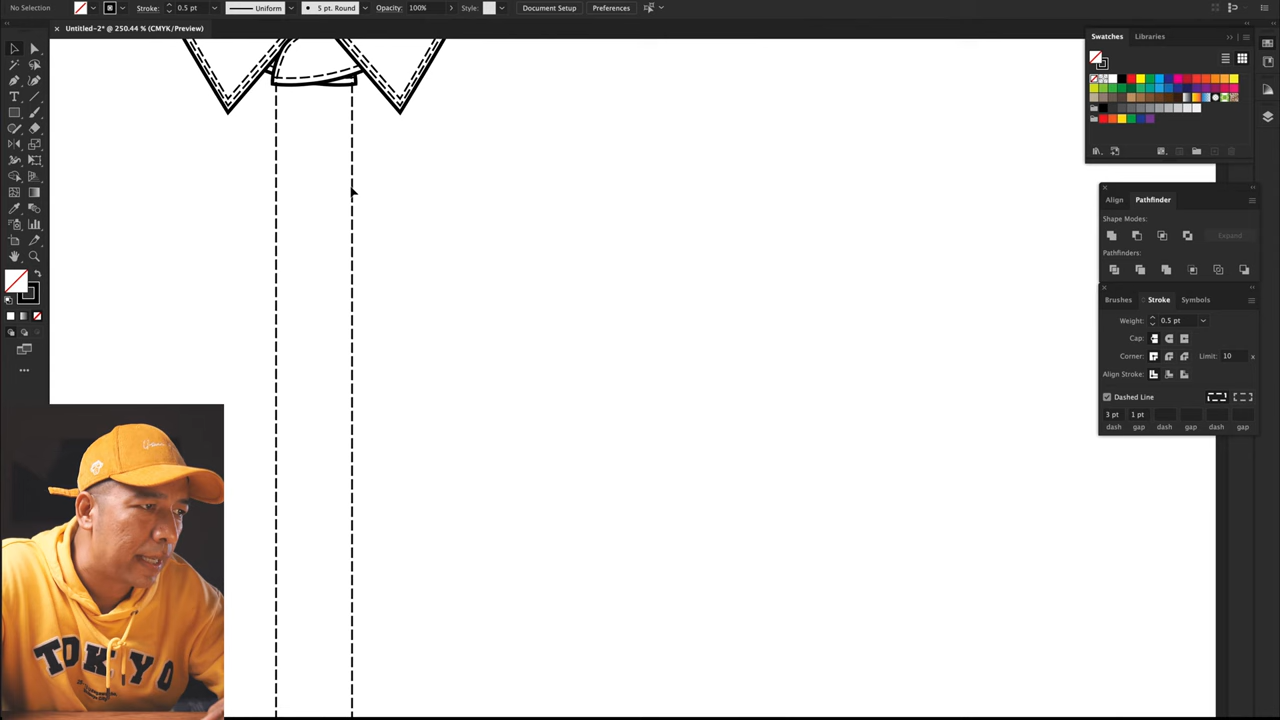 No Selection
Stroke:
0.5 pt
Uniform
5 pt. Round
Opacity:
100%
Style:
Document Setup
Preferences
Untitled-2* @ 250.44 % (CMYK/Preview)
Swatches
Libraries
Align
Pathfinder
Shape Modes:
Expand
Pathfinders:
Brushes
Stroke
Symbols
Weight:
0.5 pt
Cap:
Corner:
Limit:
10
x
Align Stroke:
Dashed Line
3 pt
1 pt
dash
gap
dash
gap
dash
gap
TOKYO